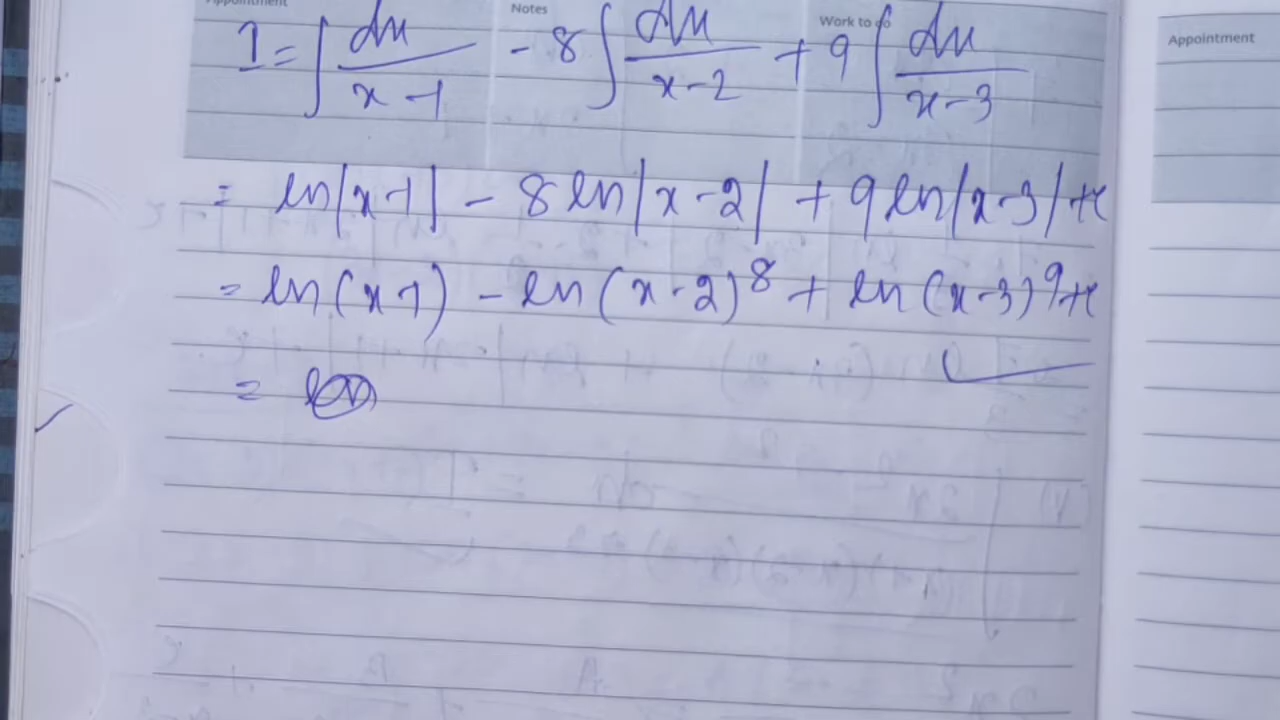 Appointment Notes Work to do Appointment
I = ∫ dx/(x-1) - 8 ∫ dx/(x-2) + 9 ∫ dx/(x-3)
= ln|x-1| - 8 ln|x-2| + 9 ln|x-3| + c
= ln(x-1) - ln(x-2)^8 + ln(x-3)^9 + c
=